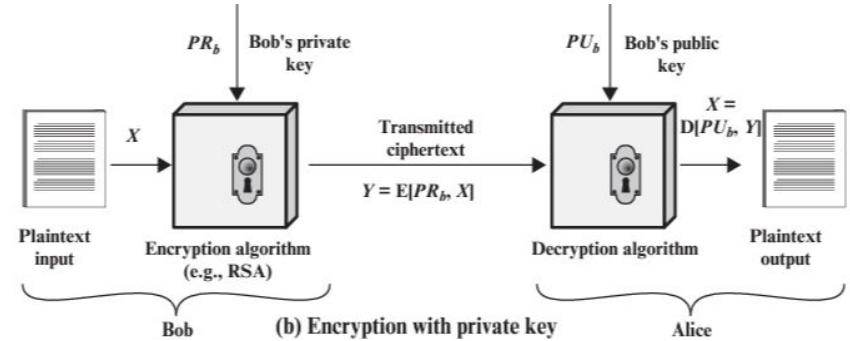 PR_b
Bob's private
key
PU_b
Bob's public
key
X
Transmitted
ciphertext
X =
D[PU_b, Y]
Y = E[PR_b, X]
Plaintext
input
Encryption algorithm
(e.g., RSA)
Decryption algorithm
Plaintext
output
Bob
(b) Encryption with private key
Alice